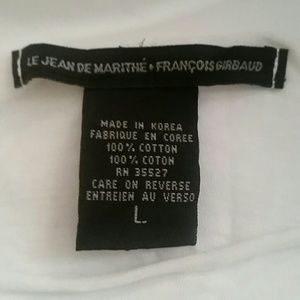 LE JEAN DE MARITHÉ • FRANÇOIS GIRBAUD
MADE IN KOREA
FABRIQUE EN COREE
100% COTTON
100% COTON
RN 35527
CARE ON REVERSE
ENTREIEN AU VERSO
L